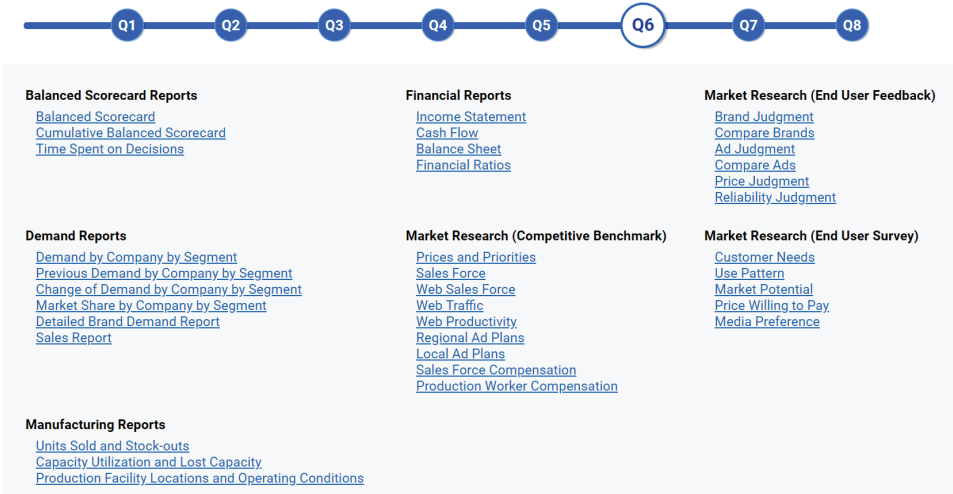 Q1 Q2 Q3 Q4 Q5 Q6 Q7 Q8
Balanced Scorecard Reports
Balanced Scorecard
Cumulative Balanced Scorecard
Time Spent on Decisions
Financial Reports
Income Statement
Cash Flow
Balance Sheet
Financial Ratios
Market Research (End User Feedback)
Brand Judgment
Compare Brands
Ad Judgment
Compare Ads
Price Judgment
Reliability Judgment
Demand Reports
Demand by Company by Segment
Previous Demand by Company by Segment
Change of Demand by Company by Segment
Market Share by Company by Segment
Detailed Brand Demand Report
Sales Report
Market Research (Competitive Benchmark)
Prices and Priorities
Sales Force
Web Sales Force
Web Traffic
Web Productivity
Regional Ad Plans
Local Ad Plans
Sales Force Compensation
Production Worker Compensation
Market Research (End User Survey)
Customer Needs
Use Pattern
Market Potential
Price Willing to Pay
Media Preference
Manufacturing Reports
Units Sold and Stock-outs
Capacity Utilization and Lost Capacity
Production Facility Locations and Operating Conditions